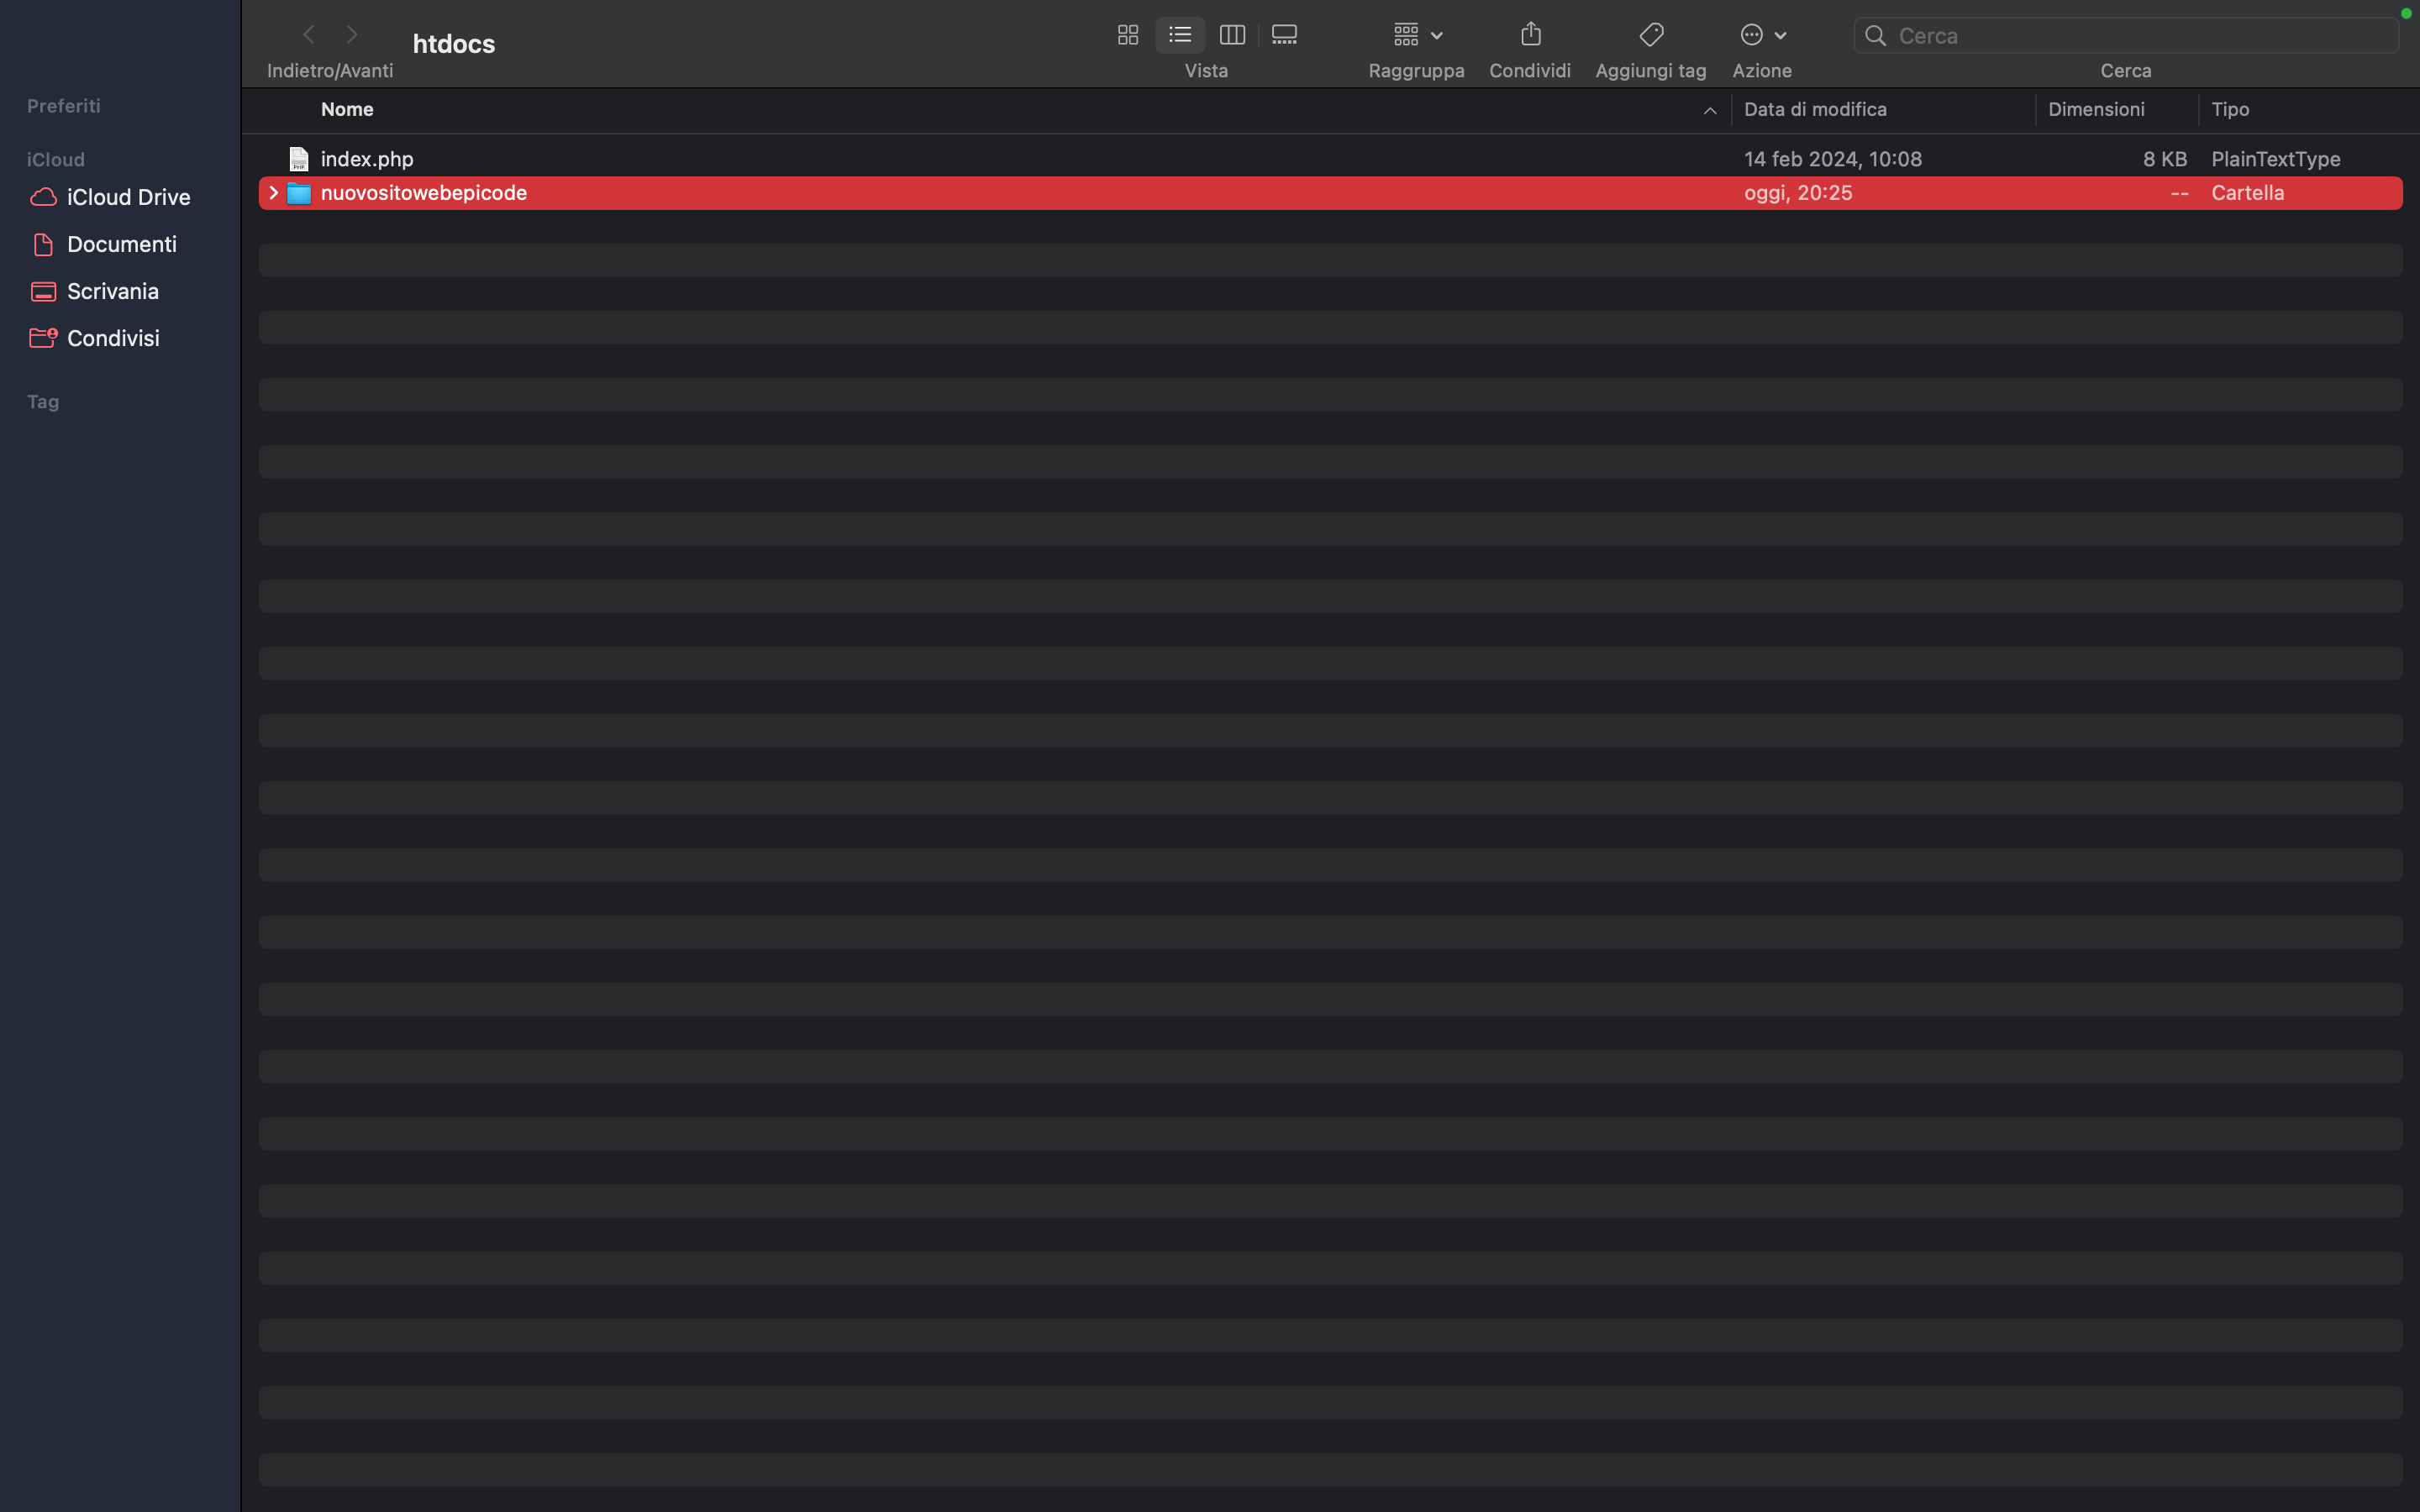 htdocs
Indietro/Avanti
Vista
Raggruppa
Condividi
Aggiungi tag
Azione
Cerca
Cerca
Preferiti
iCloud
iCloud Drive
Documenti
Scrivania
Condivisi
Tag
Nome Data di modifica Dimensioni Tipo
index.php 14 feb 2024, 10:08 8 KB PlainTextType
nuovositowebepicode oggi, 20:25 -- Cartella